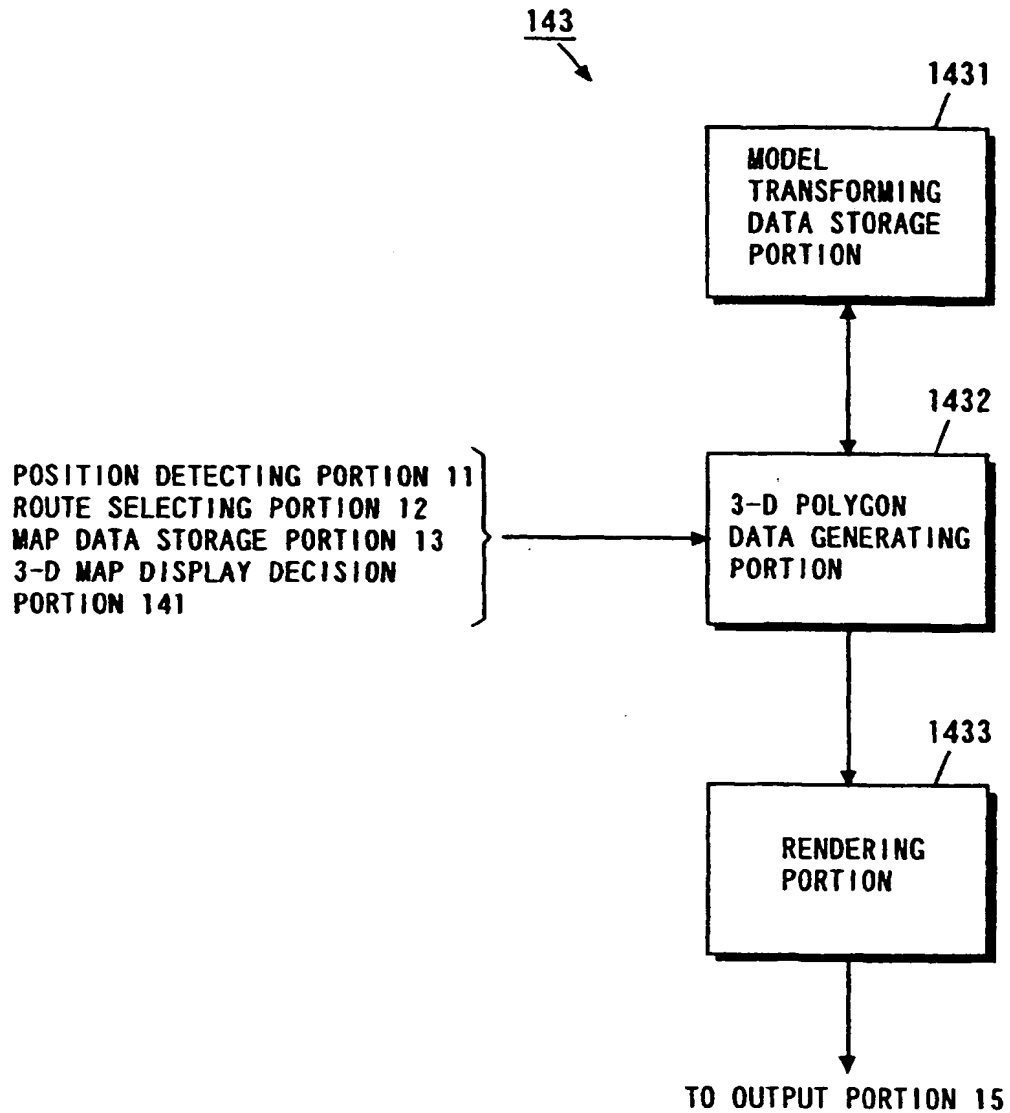 143
1431
MODEL
TRANSFORMING
DATA STORAGE
PORTION
1432
POSITION DETECTING PORTION 11
ROUTE SELECTING PORTION 12
MAP DATA STORAGE PORTION 13
3-D MAP DISPLAY DECISION
PORTION 141
3-D POLYGON
DATA GENERATING
PORTION
1433
RENDERING
PORTION
TO OUTPUT PORTION 15